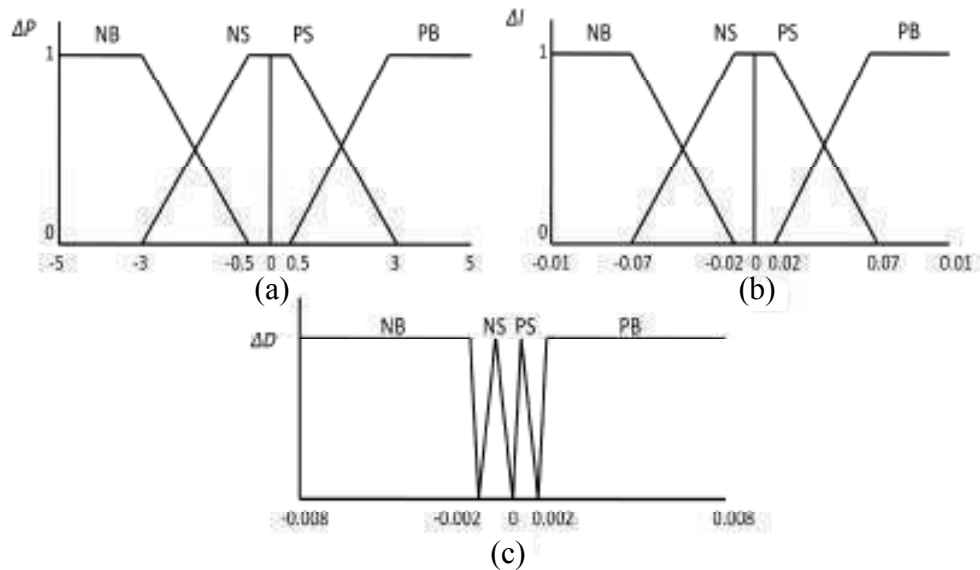 ΔP NB NS PS PB
1
0
-5 -3 -0.5 0 0.5 3 5
(a)
ΔI NB NS PS PB
1
0
-0.01 -0.07 -0.02 0 0.02 0.07 0.01
(b)
ΔD NB NS PS PB
-0.008 -0.002 0 0.002 0.008
(c)